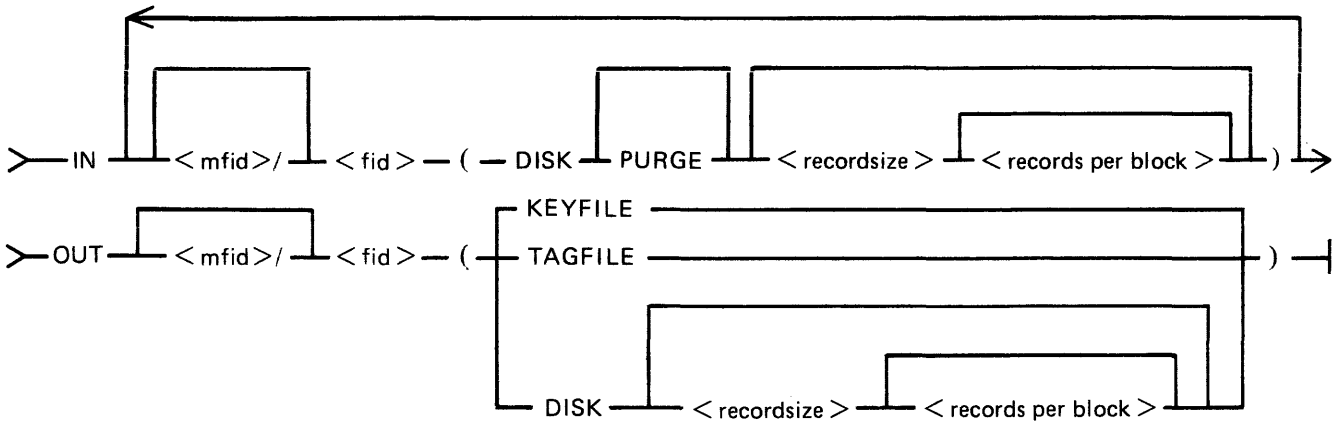 IN <mfid>/ <fid> ( DISK PURGE <recordsize> <records per block> )
OUT <mfid>/ <fid> ( KEYFILE
TAGFILE )
DISK <recordsize> <records per block>